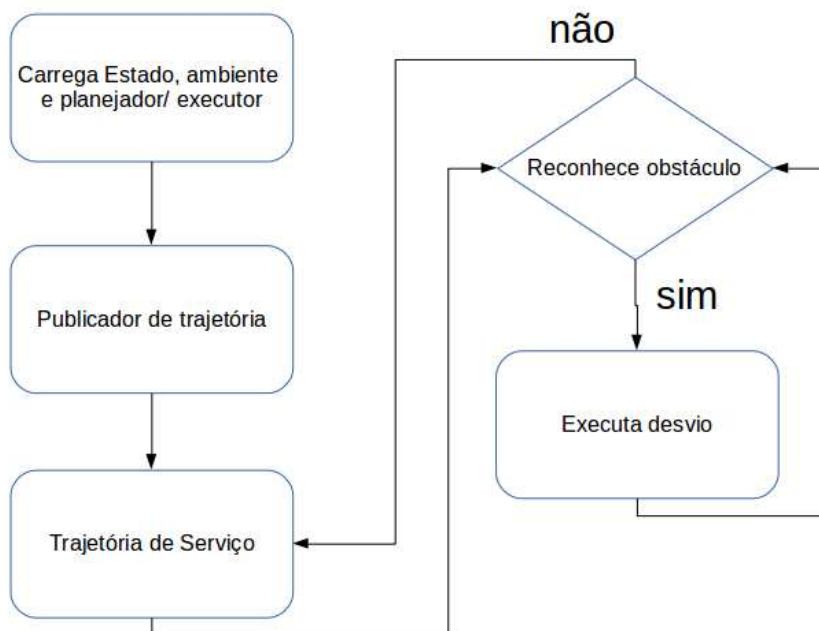 Carrega Estado, ambiente
e planejador/ executor
Publicador de trajetória
Trajetória de Serviço
não
Reconhece obstáculo
sim
Executa desvio